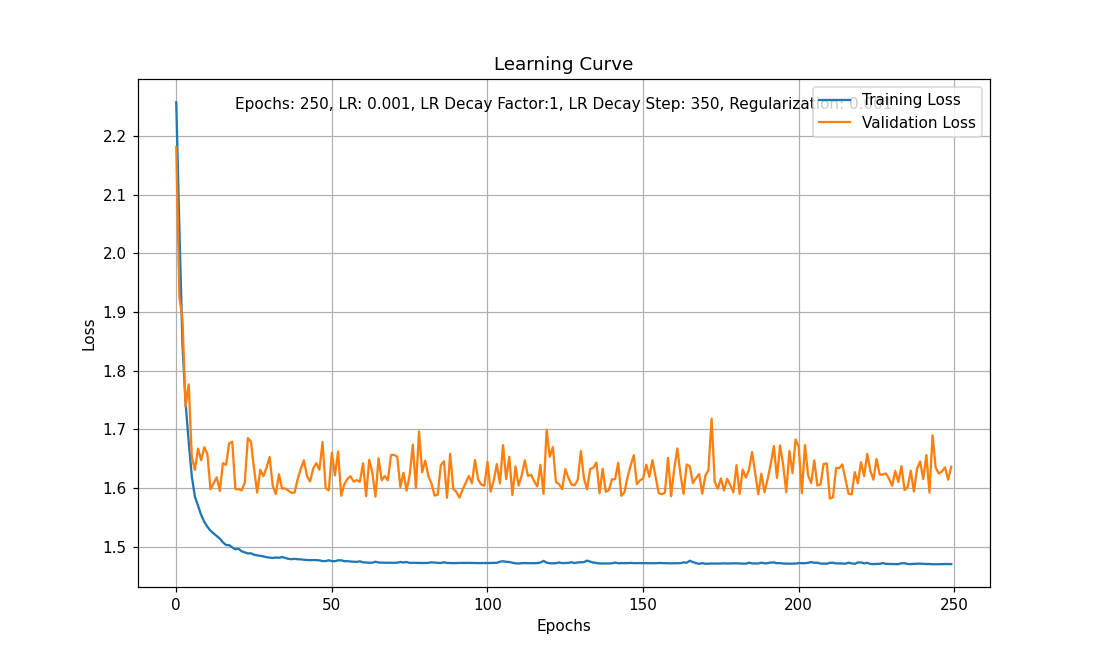 Learning Curve
Epochs: 250, LR: 0.001, LR Decay Factor:1, LR Decay Step: 350, Regularization: 0.001
Training Loss
Validation Loss
2.2
2.1
2.0
1.9
1.8
1.7
1.6
1.5
Loss
0
50
100
150
200
250
Epochs